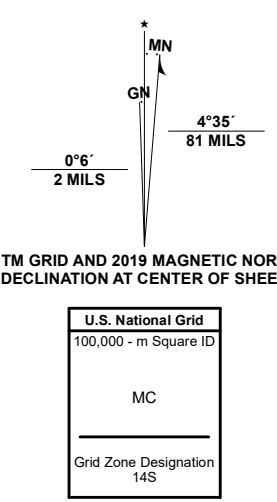 ★
MN
GN
4°35´
81 MILS
0°6´
2 MILS
TM GRID AND 2019 MAGNETIC NOR
DECLINATION AT CENTER OF SHEE
U.S. National Grid
100,000 - m Square ID
MC
Grid Zone Designation
14S